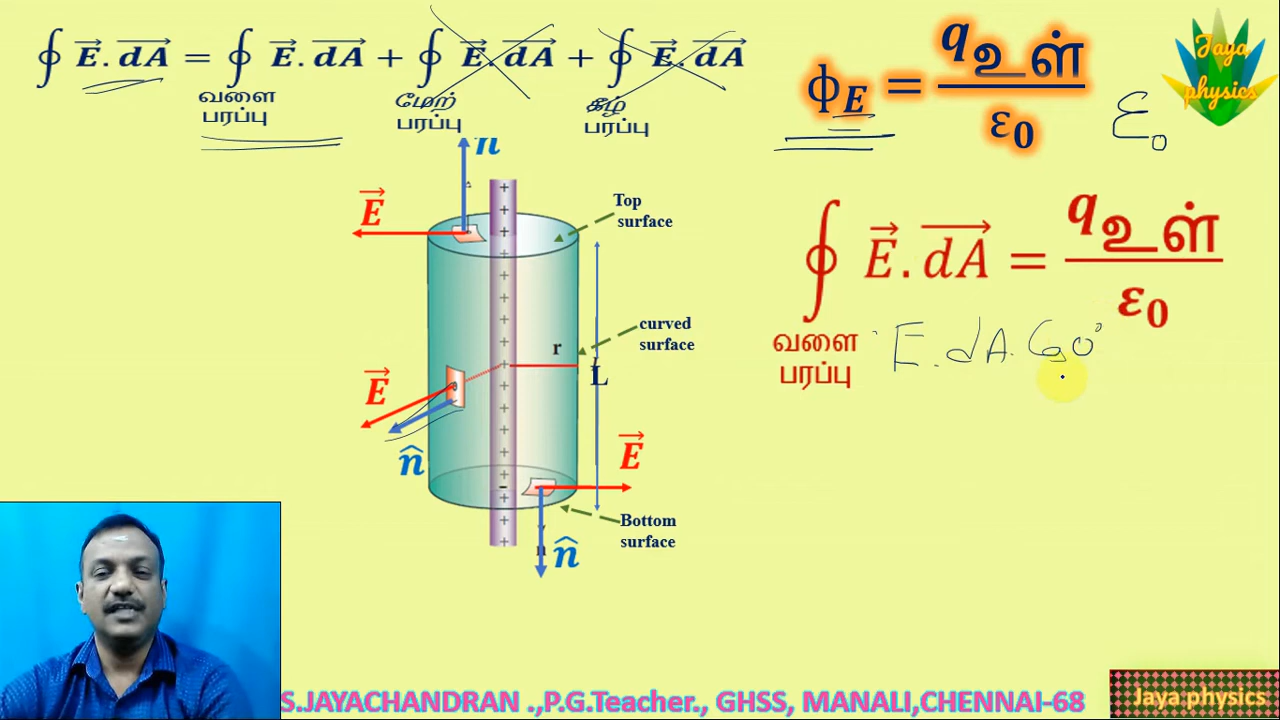 ∮ E⃗.dA⃗ = ∮ E⃗.dA⃗ + ∮ E⃗.dA⃗ + ∮ E⃗.dA⃗
வளை பரப்பு
மேற் பரப்பு
கீழ் பரப்பு
ϕE = qஉள் / ε0
ε0
Jaya
physics
n
E⃗
Top
surface
curved
surface
r
L
E⃗
n̂
E⃗
Bottom
surface
n
n̂
∮ E⃗.dA⃗ = qஉள் / ε0
வளை
பரப்பு
E.dA.Cos0°
S.JAYACHANDRAN .,P.G.Teacher., GHSS, MANALI,CHENNAI-68
Jaya physics